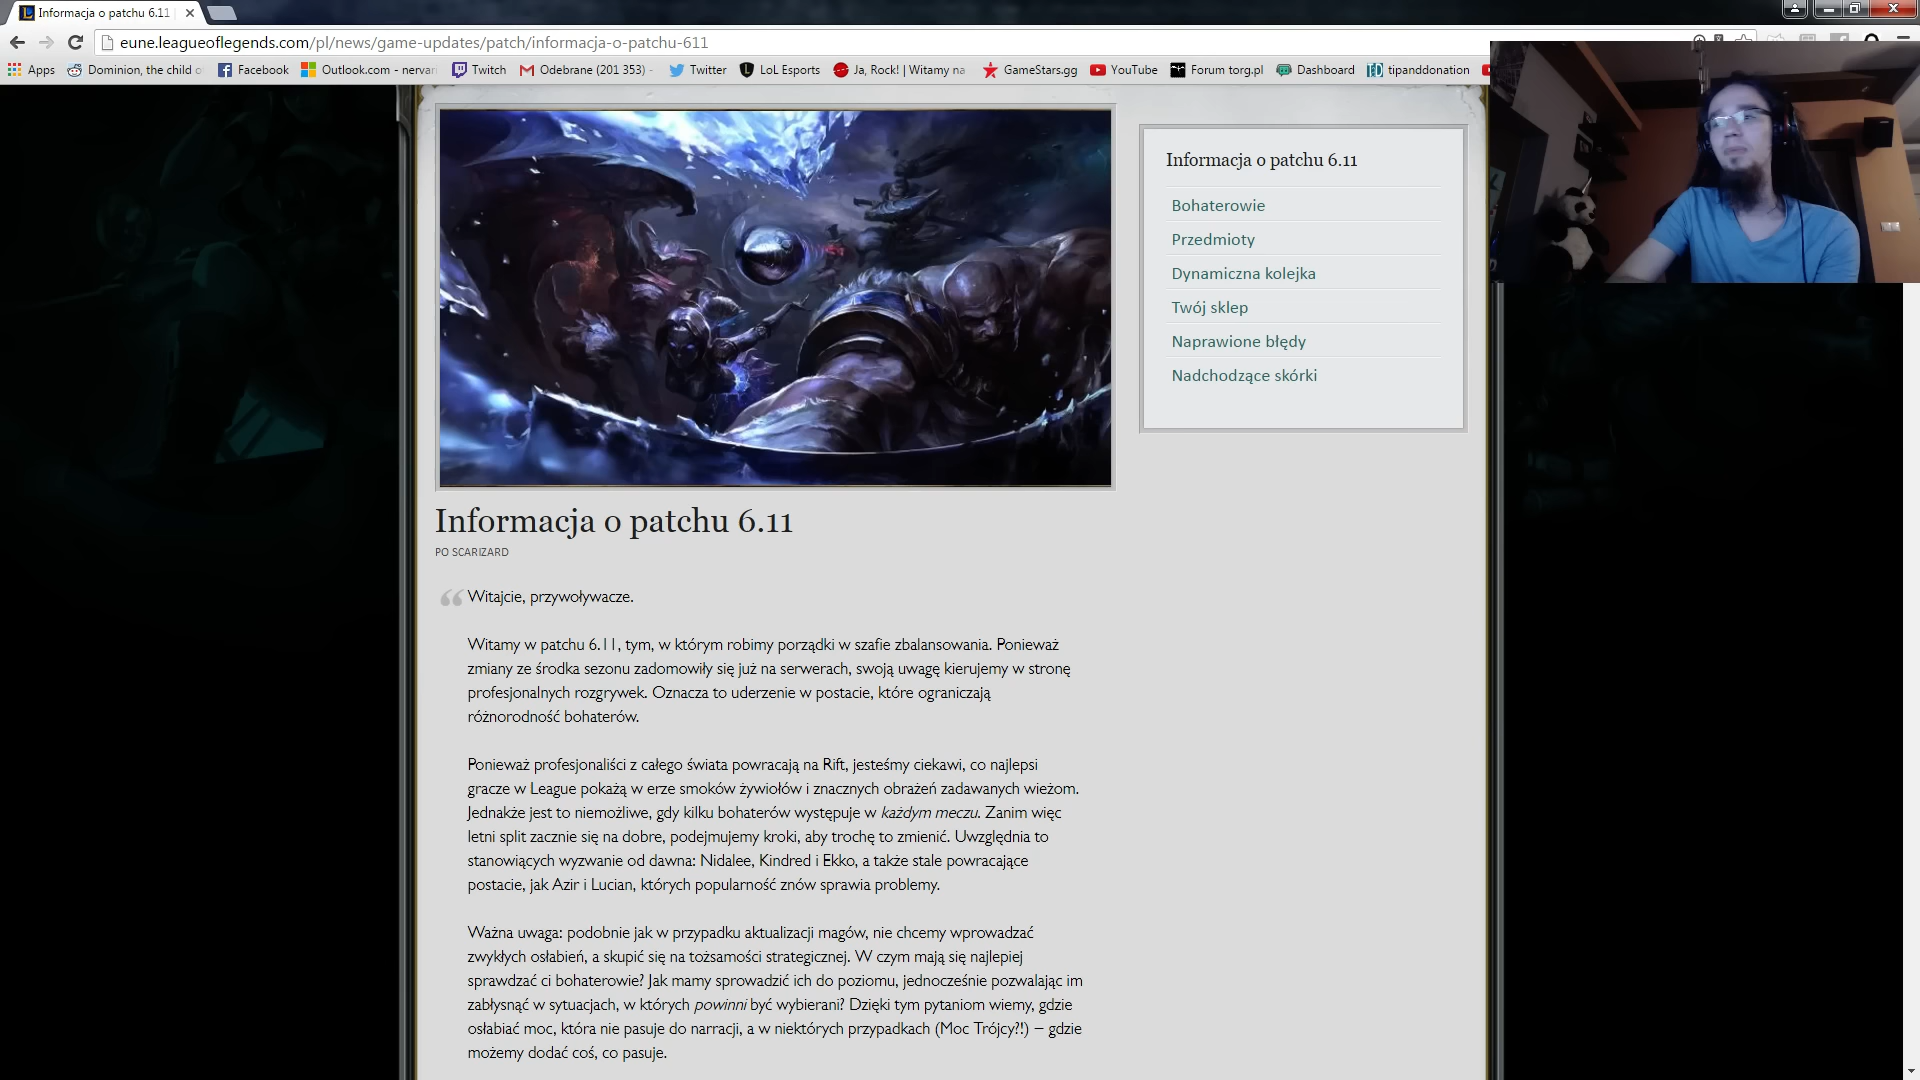 Informacja o patchu 6.11
eune.leagueoflegends.com/pl/news/game-updates/patch/informacja-o-patchu-611
Apps
Dominion, the child o
Facebook
Outlook.com - nervari
Twitch
Odebrane (201 353) -
Twitter
LoL Esports
Ja, Rock! | Witamy na
GameStars.gg
YouTube
Forum torg.pl
Dashboard
tipanddonation
Informacja o patchu 6.11
Bohaterowie
Przedmioty
Dynamiczna kolejka
Twój sklep
Naprawione błędy
Nadchodzące skórki
Informacja o patchu 6.11
PO SCARIZARD
Witajcie, przywoływacze.
Witamy w patchu 6.11, tym, w którym robimy porządki w szafie zbalansowania. Ponieważ
zmiany ze środka sezonu zadomowiły się już na serwerach, swoją uwagę kierujemy w stronę
profesjonalnych rozgrywek. Oznacza to uderzenie w postacie, które ograniczają
różnorodność bohaterów.
Ponieważ profesjonaliści z całego świata powracają na Rift, jesteśmy ciekawi, co najlepsi
gracze w League pokażą w erze smoków żywiołów i znacznych obrażeń zadawanych wieżom.
Jednakże jest to niemożliwe, gdy kilku bohaterów występuje w każdym meczu. Zanim więc
letni split zacznie się na dobre, podejmujemy kroki, aby trochę to zmienić. Uwzględnia to
stanowiących wyzwanie od dawna: Nidalee, Kindred i Ekko, a także stale powracające
postacie, jak Azir i Lucian, których popularność znów sprawia problemy.
Ważna uwaga: podobnie jak w przypadku aktualizacji magów, nie chcemy wprowadzać
zwykłych osłabień, a skupić się na tożsamości strategicznej. W czym mają się najlepiej
sprawdzać ci bohaterowie? Jak mamy sprowadzić ich do poziomu, jednocześnie pozwalając im
zabłysnąć w sytuacjach, w których powinni być wybierani? Dzięki tym pytaniom wiemy, gdzie
osłabiać moc, która nie pasuje do narracji, a w niektórych przypadkach (Moc Trójcy?!) – gdzie
możemy dodać coś, co pasuje.